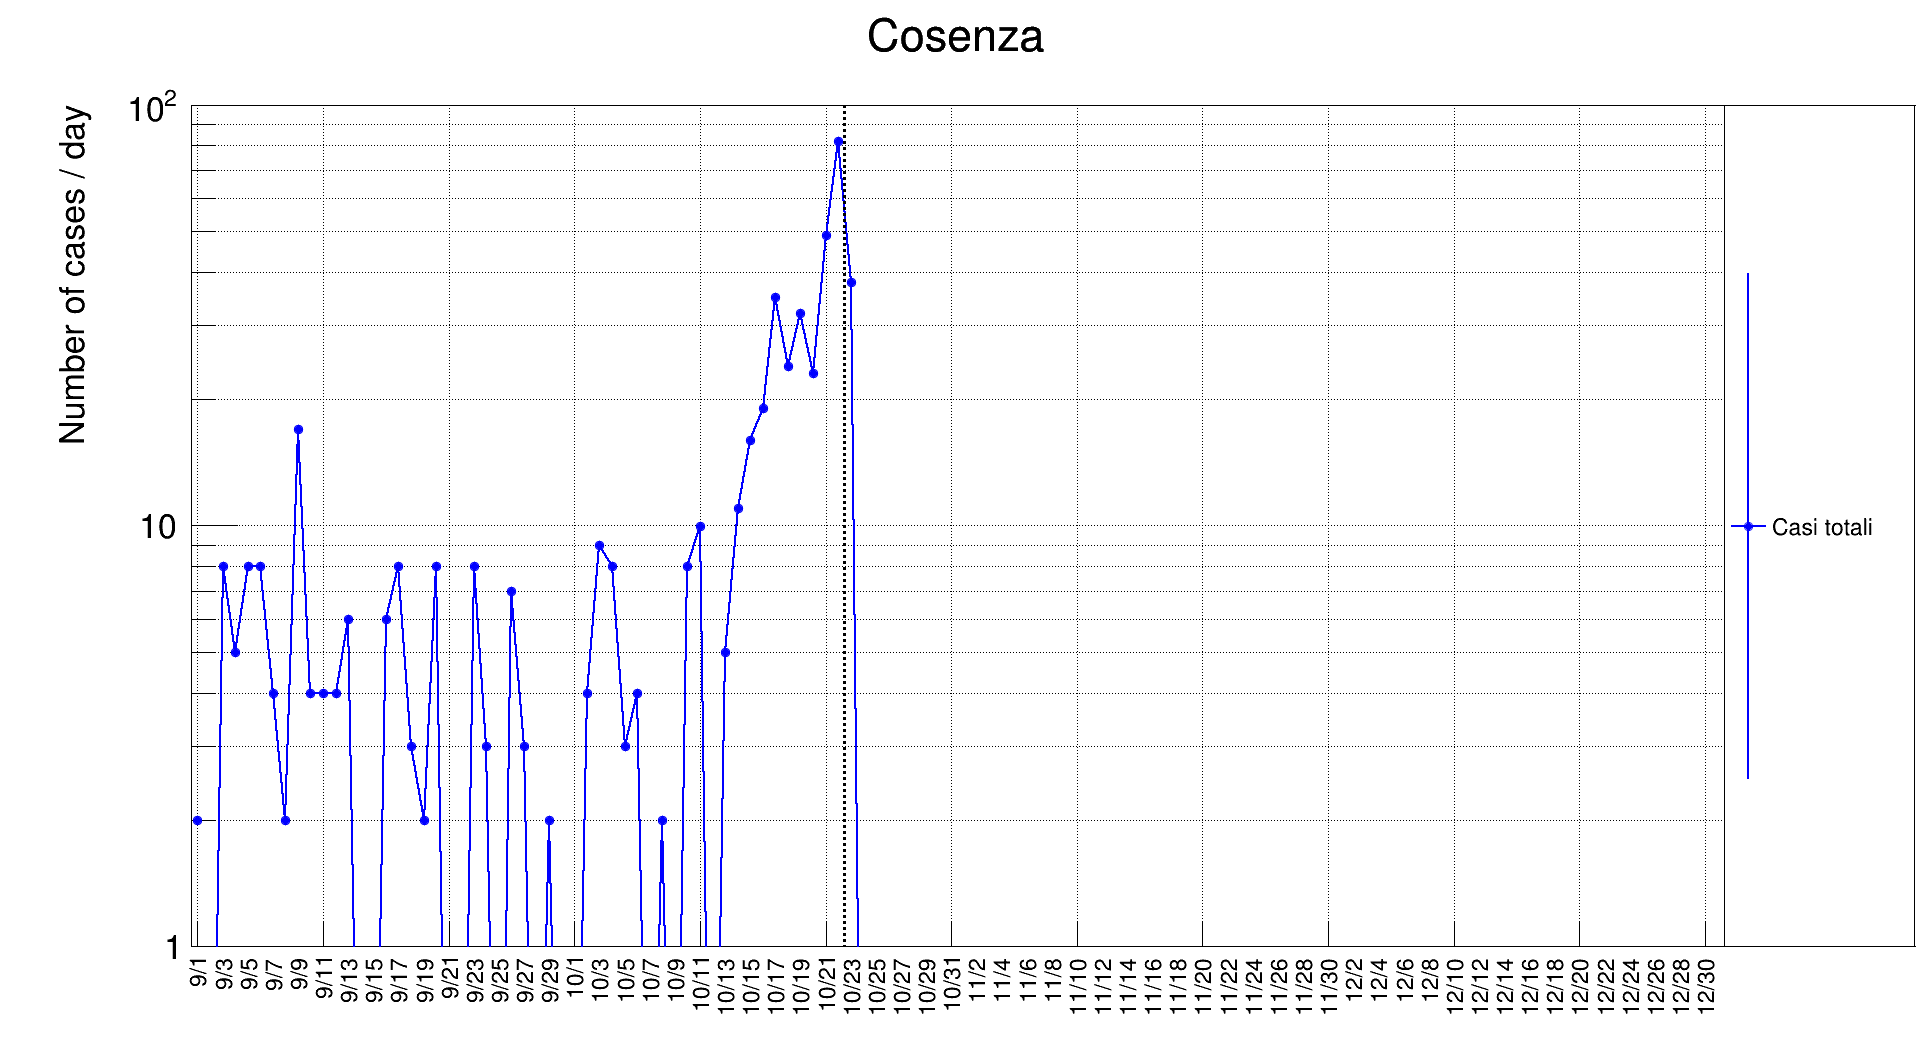 Cosenza
Number of cases / day
10²
10
1
9/1 9/3 9/5 9/7 9/9 9/11 9/13 9/15 9/17 9/19 9/21 9/23 9/25 9/27 9/29 10/1 10/3 10/5 10/7 10/9 10/11 10/13 10/15 10/17 10/19 10/21 10/23 10/25 10/27 10/29 10/31 11/2 11/4 11/6 11/8 11/10 11/12 11/14 11/16 11/18 11/20 11/22 11/24 11/26 11/28 11/30 12/2 12/4 12/6 12/8 12/10 12/12 12/14 12/16 12/18 12/20 12/22 12/24 12/26 12/28 12/30
Casi totali